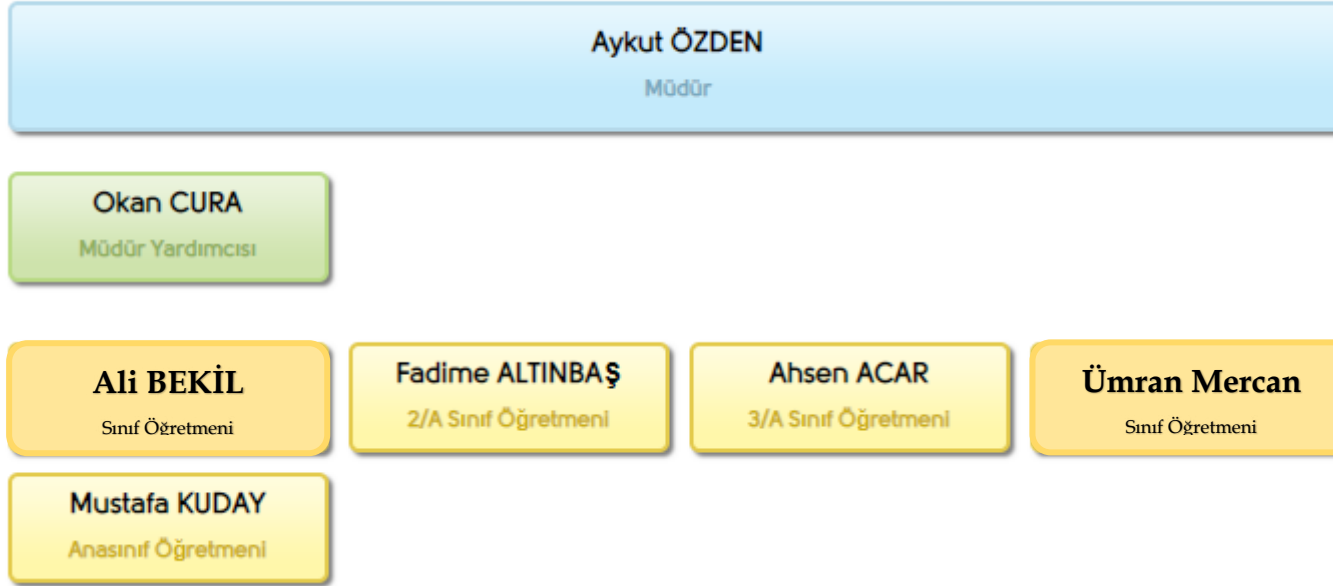 Aykut ÖZDEN
Müdür
Okan CURA
Müdür Yardımcısı
Ali BEKİL
Sınıf Öğretmeni
Fadime ALTINBAŞ
2/A Sınıf Öğretmeni
Ahsen ACAR
3/A Sınıf Öğretmeni
Ümran Mercan
Sınıf Öğretmeni
Mustafa KUDAY
Anasınıf Öğretmeni